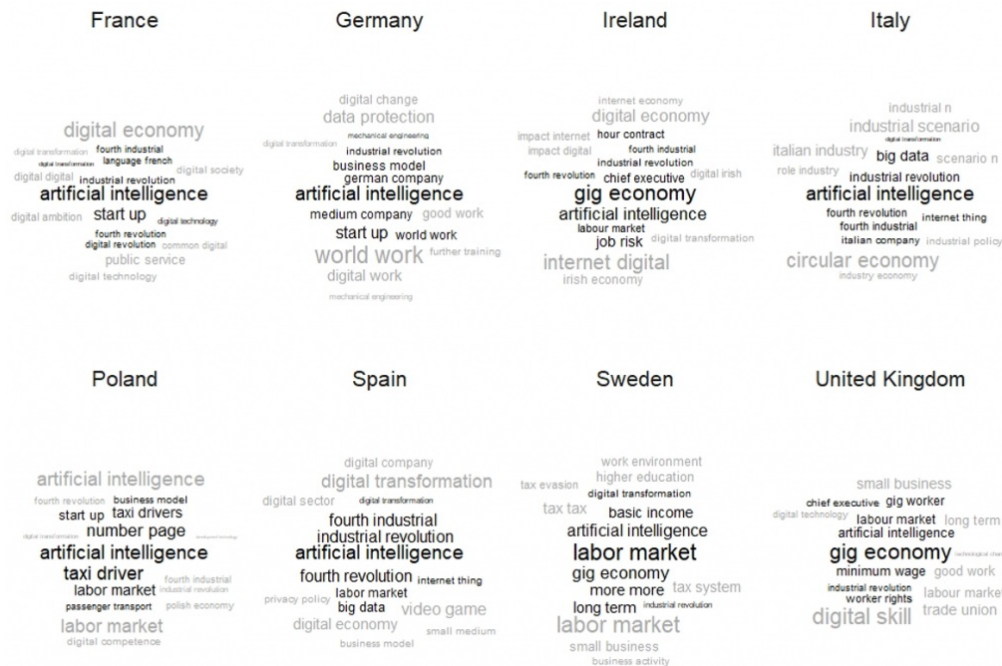 France
digital economy
digital transformation fourth industrial
digital transformation language french
digital society
digital digital industrial revolution
artificial intelligence
digital ambition start up digital technology
fourth revolution
digital revolution common digital
public service
digital technology
Germany
digital change
data protection
mechanical engineering
digital transformation
industrial revolution
business model
german company
artificial intelligence
medium company good work
start up world work
world work further training
digital work
mechanical engineering
Ireland
internet economy
digital economy
impact internet hour contract
impact digital fourth industrial
industrial revolution
fourth revolution chief executive digital irish
gig economy
artificial intelligence
labour market
job risk digital transformation
internet digital
irish economy
Italy
industrial n
industrial scenario
digital transformation
italian industry big data scenario n
role industry
industrial revolution
artificial intelligence
fourth revolution internet thing
fourth industrial
italian company industrial policy
circular economy
industry economy
Poland
artificial intelligence
fourth revolution business model
start up taxi drivers
number page
digital transformation
artificial intelligence
taxi driver
fourth industrial
labor market industrial revolution
passenger transport polish economy
labor market
digital competence
Spain
digital company
digital transformation
digital sector digital transformation
fourth industrial
industrial revolution
artificial intelligence
fourth revolution internet thing
labor market
privacy policy
big data video game
digital economy
small medium
business model
Sweden
work environment
higher education
tax evasion
digital transformation
tax tax basic income
artificial intelligence
labor market
gig economy
more more tax system
long term industrial revolution
labor market
small business
business activity
United Kingdom
small business
chief executive gig worker
digital technology
labour market long term
artificial intelligence
gig economy
minimum wage good work
industrial revolution
worker rights labour market
digital skill trade union